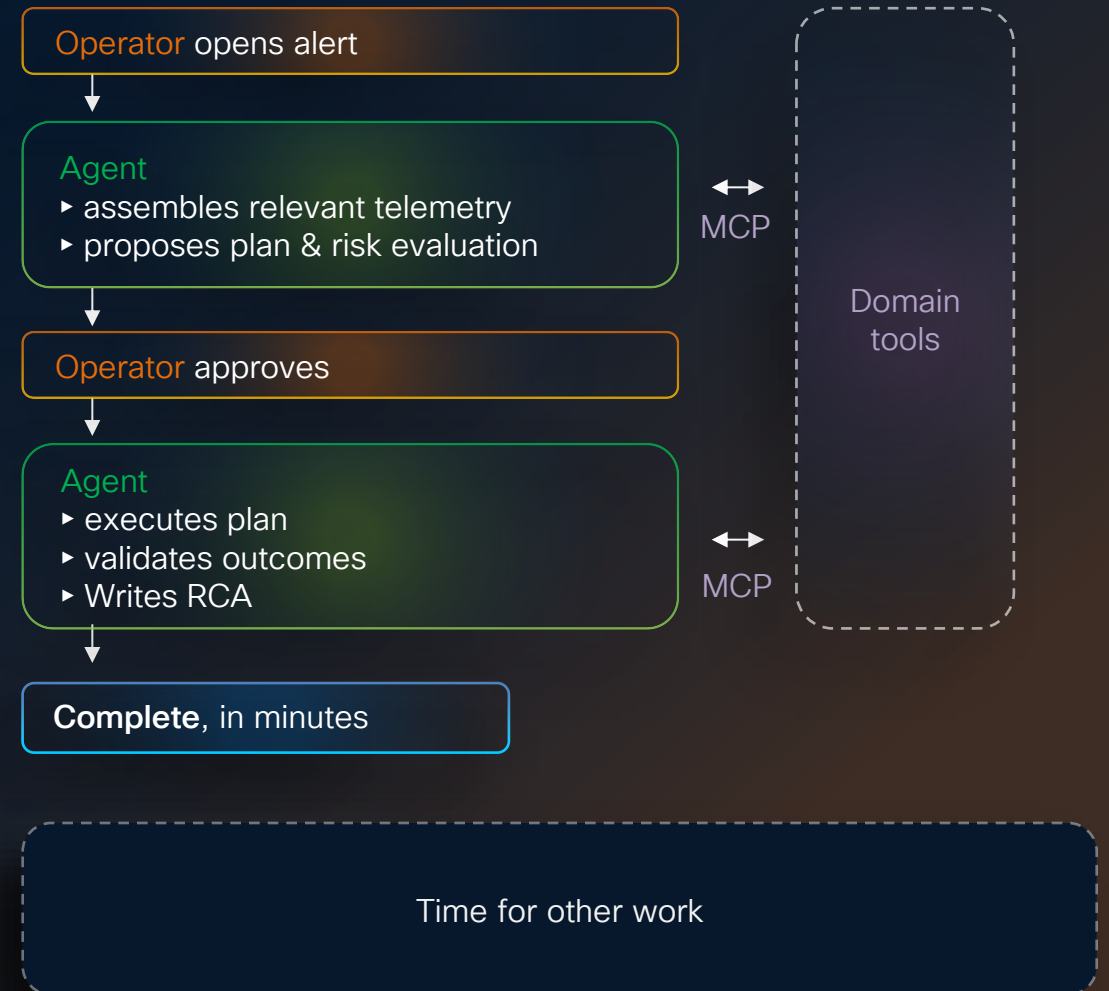 Operator opens alert
Agent
▸ assembles relevant telemetry
▸ proposes plan & risk evaluation
MCP
Domain
tools
Operator approves
Agent
▸ executes plan
▸ validates outcomes
▸ Writes RCA
MCP
Complete, in minutes
Time for other work